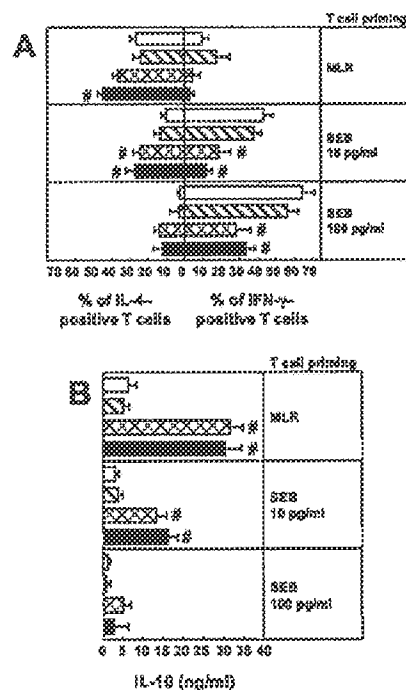 T cell priming
A
MLR
SEB
10 pg/ml
SEB
100 pg/ml
#
# #
# #
#
#
70 60 50 40 30 20 10 0 10 20 30 40 50 60 70
% of IL-4- % of IFN-γ-
positive T cells positive T cells
T cell priming
B
MLR
SEB
10 pg/ml
SEB
100 pg/ml
#
#
#
#
0 5 10 15 20 25 30 35 40
IL-10 (ng/ml)